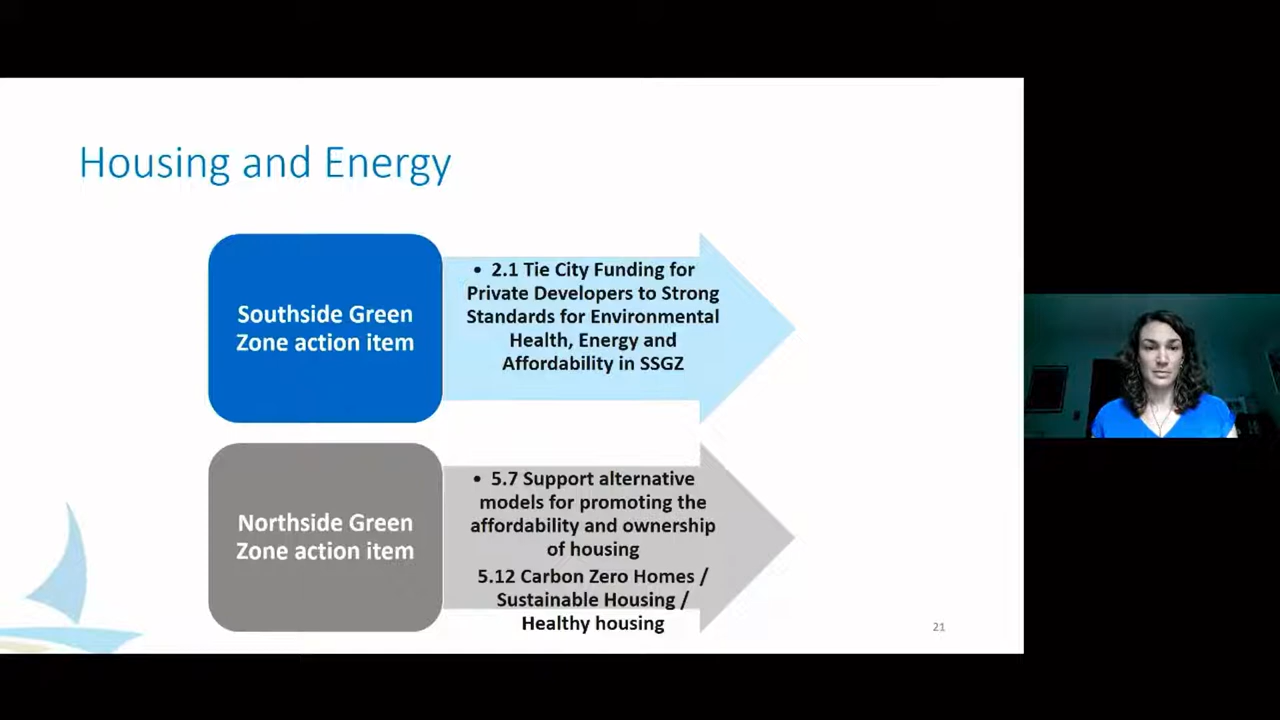 Housing and Energy
Southside Green
Zone action item
• 2.1 Tie City Funding for
Private Developers to Strong
Standards for Environmental
Health, Energy and
Affordability in SSGZ
Northside Green
Zone action item
• 5.7 Support alternative
models for promoting the
affordability and ownership
of housing
5.12 Carbon Zero Homes /
Sustainable Housing /
Healthy housing
21